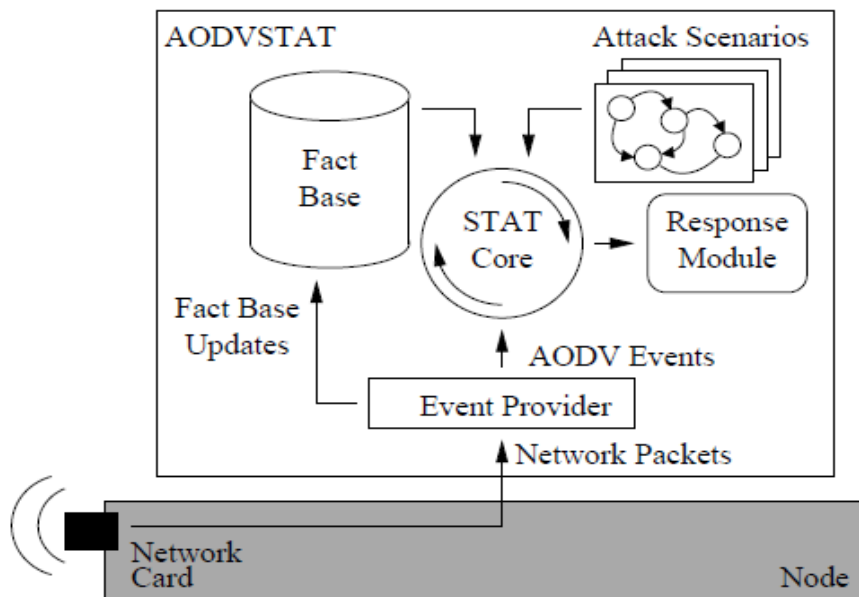 AODVSTAT
Attack Scenarios
Fact
Base
STAT
Core
Response
Module
Fact Base
Updates
AODV Events
Event Provider
Network Packets
Network
Card
Node